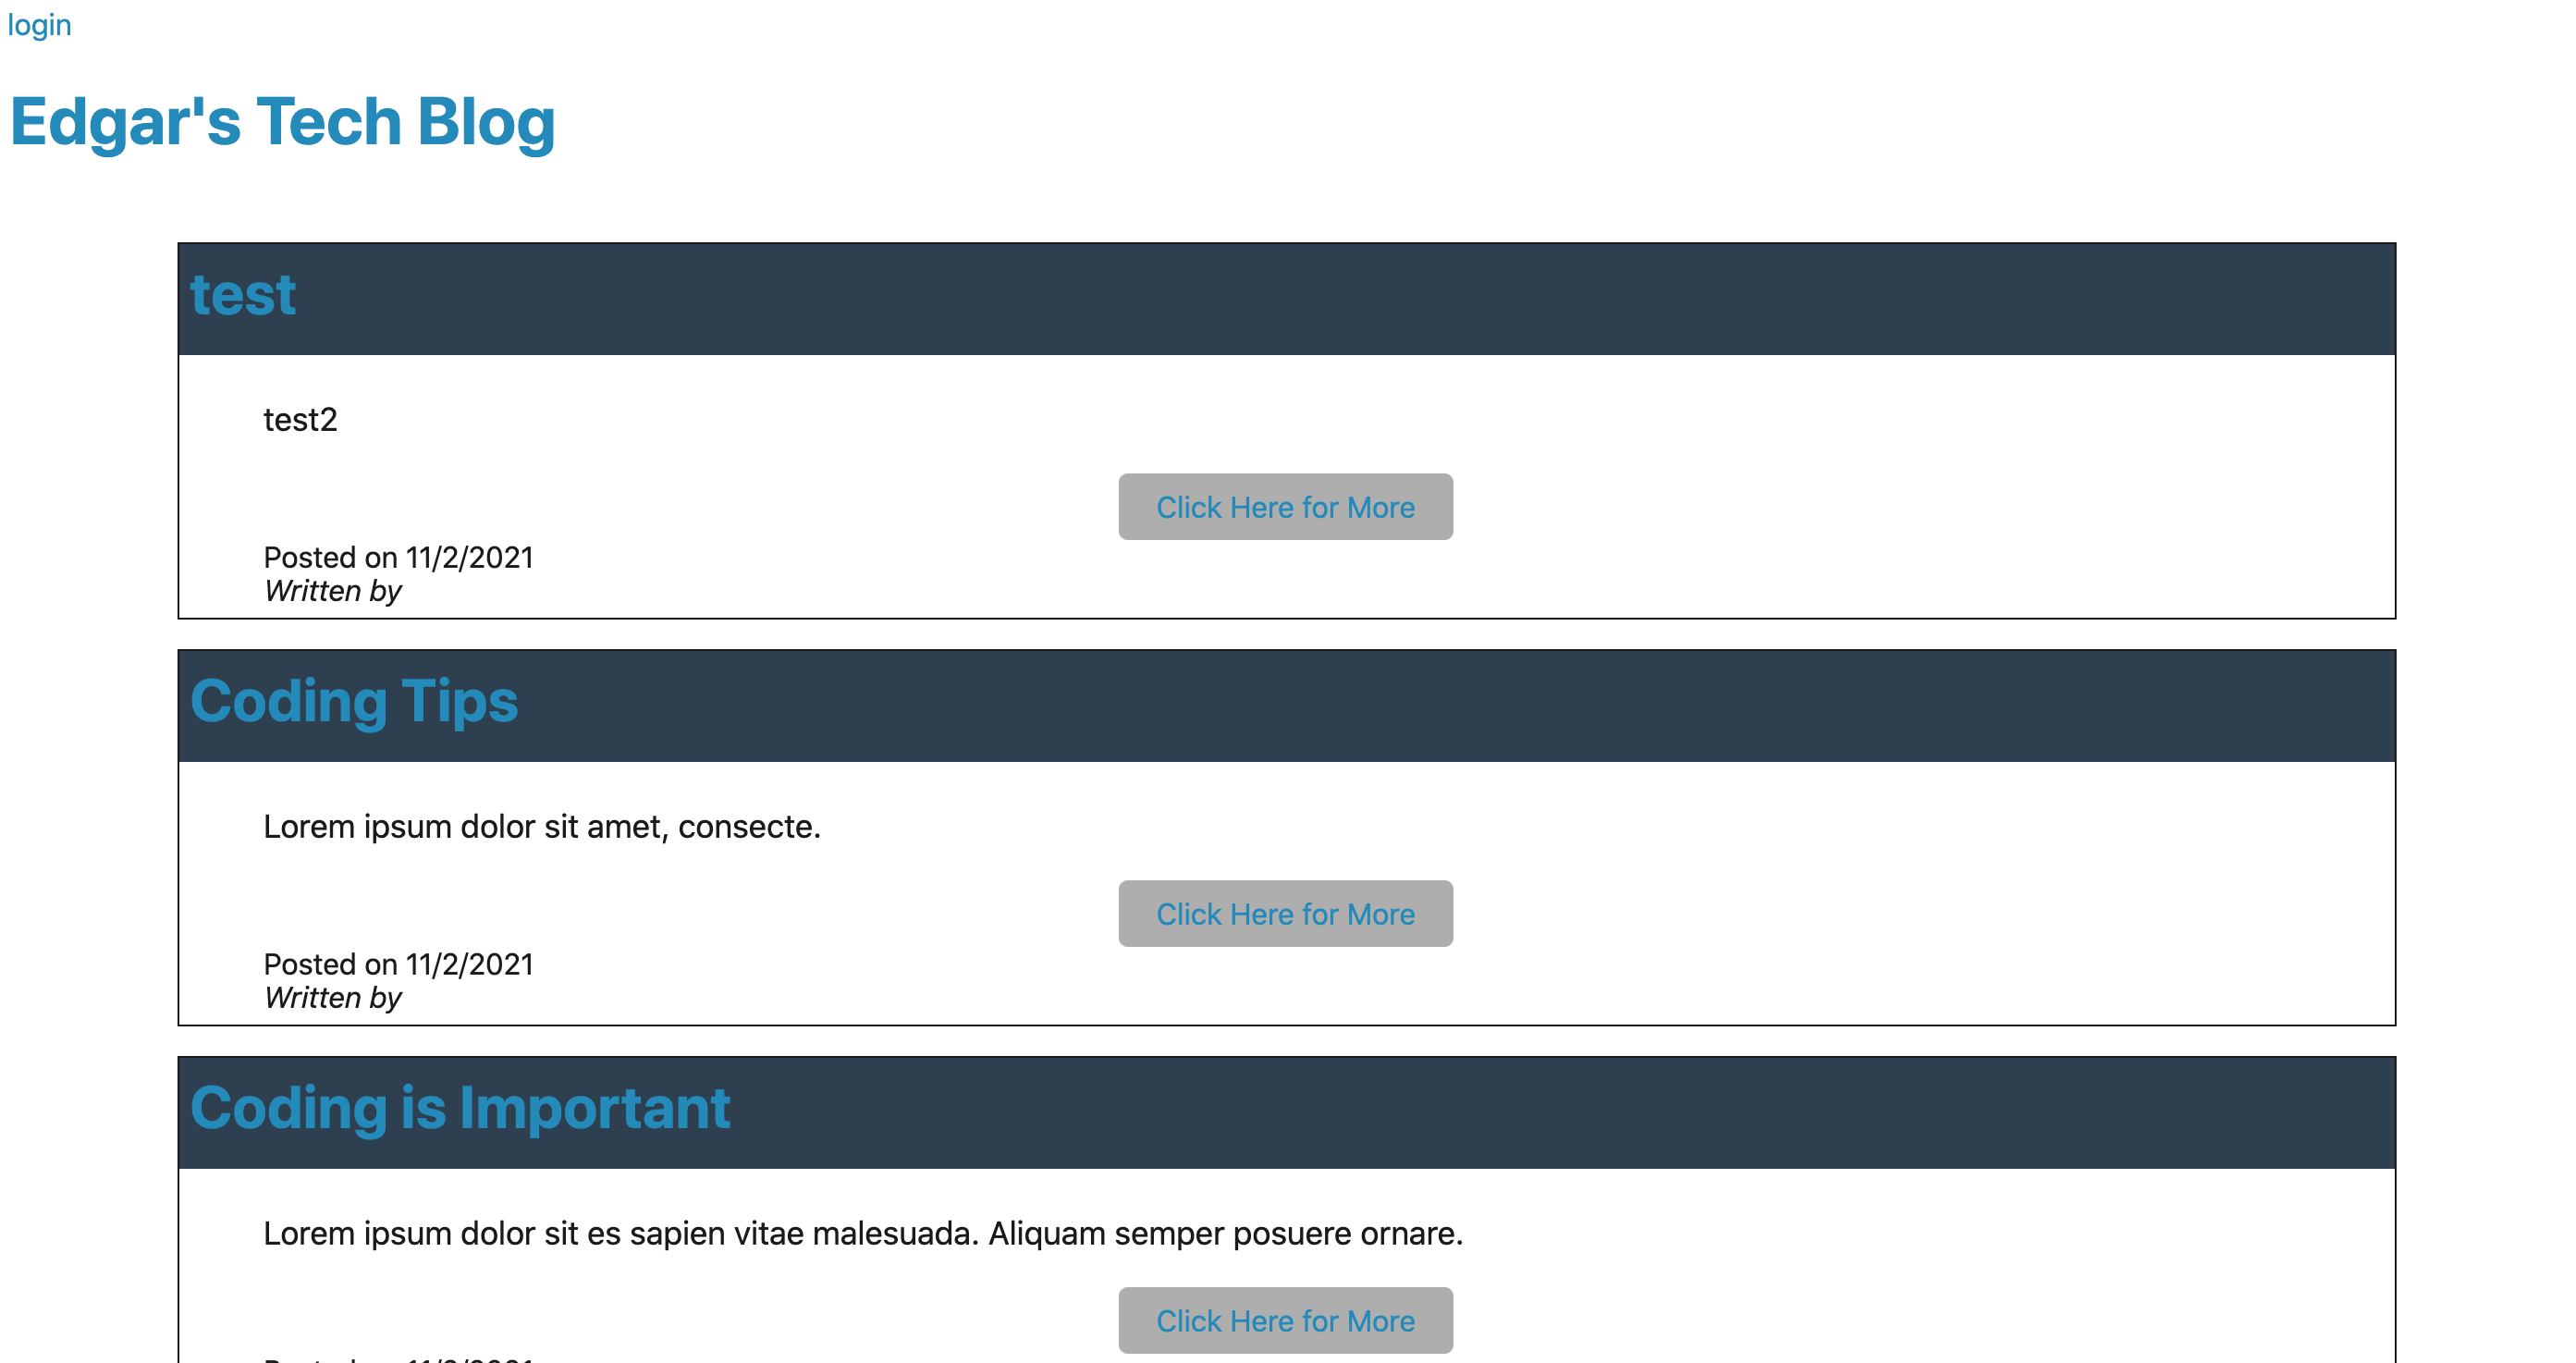 login
Edgar's Tech Blog
test
test2
Click Here for More
Posted on 11/2/2021
Written by
Coding Tips
Lorem ipsum dolor sit amet, consecte.
Click Here for More
Posted on 11/2/2021
Written by
Coding is Important
Lorem ipsum dolor sit es sapien vitae malesuada. Aliquam semper posuere ornare.
Click Here for More